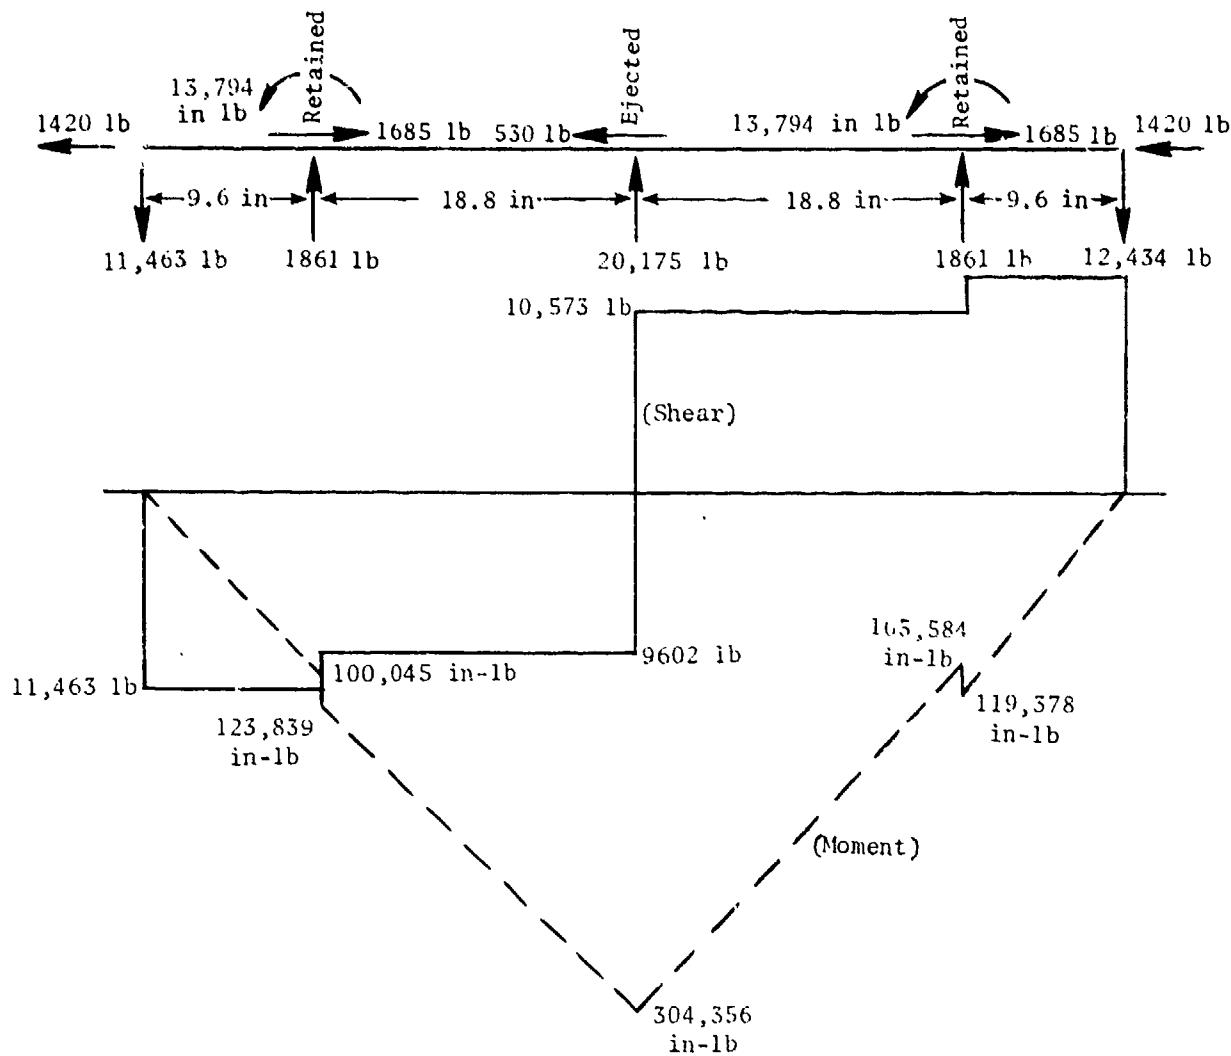 Retained
Ejected
Retained
13,794
in lb
1420 lb
1685 lb
530 lb
13,794 in lb
1685 lb
1420 lb
9.6 in
18.8 in
18.8 in
9.6 in
11,463 lb
1861 lb
20,175 lb
1861 lb
12,434 lb
10,573 lb
(Shear)
9602 lb
11,463 lb
100,045 in-lb
123,839
in-lb
in-lb
119,378
in-lb
(Moment)
304,356
in-lb